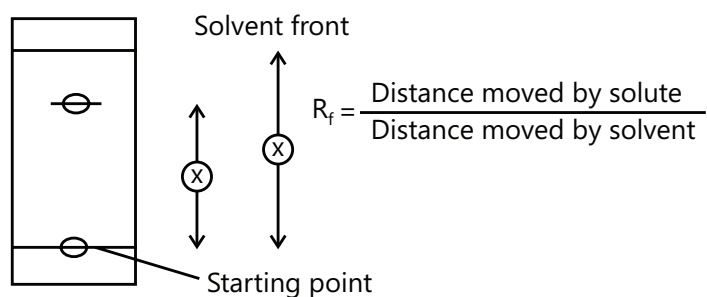 Solvent front
R_f = Distance moved by solute
Distance moved by solvent
X
X
Starting point